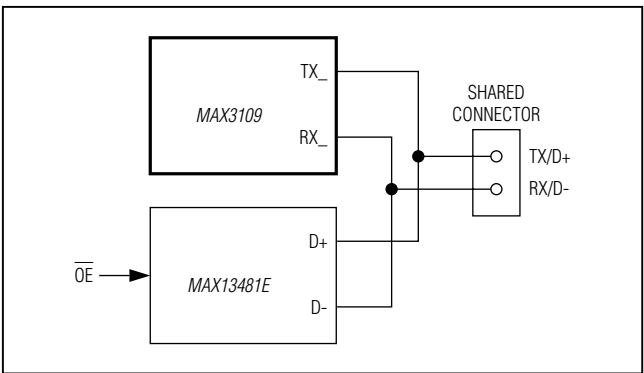 TX_
MAX3109
RX_
SHARED
CONNECTOR
TX/D+
RX/D-
D+
OE
MAX13481E
D-